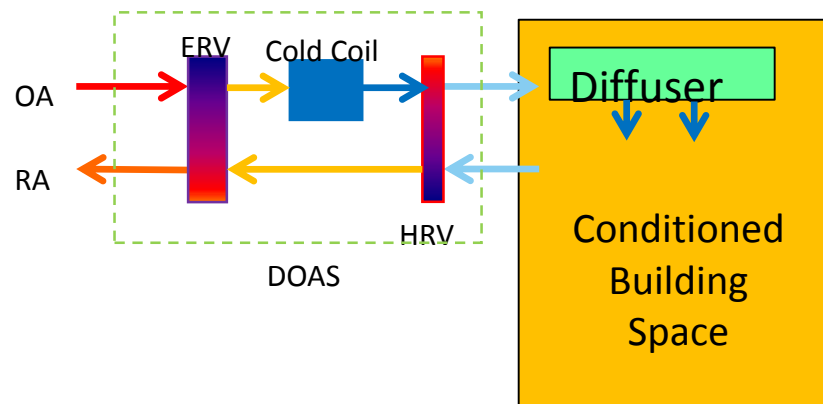 ERV
Cold Coil
OA
Diffuser
RA
HRV
DOAS
Conditioned
Building
Space